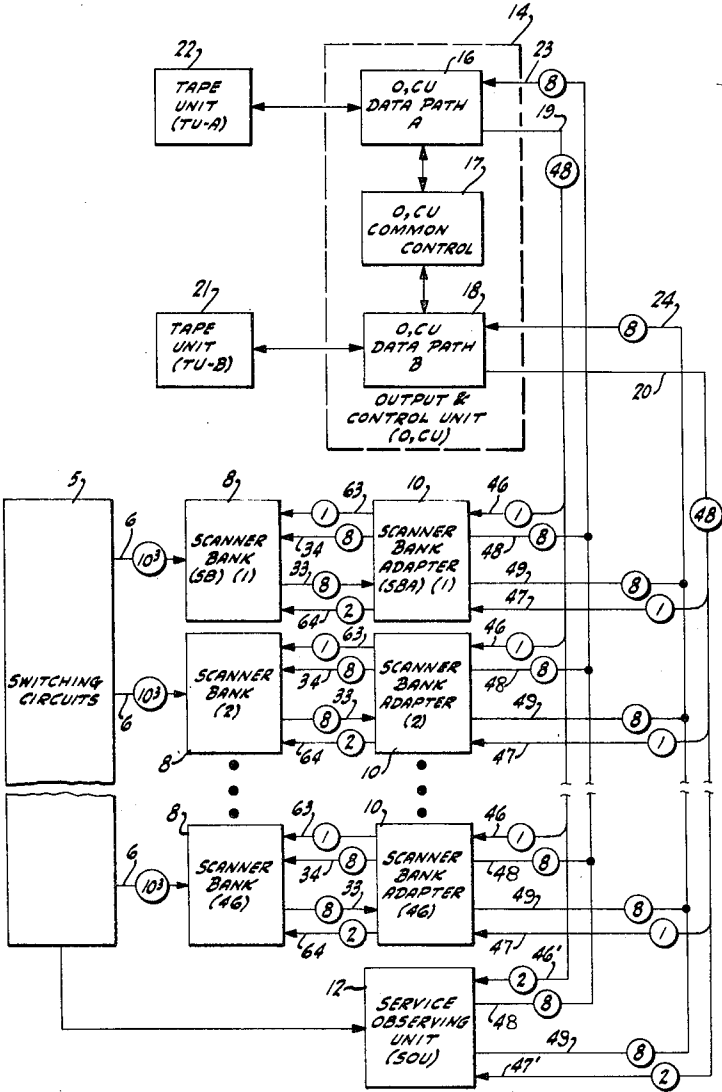 14
22
16
23
TAPE
UNIT
(TU-A)
O,CU
DATA PATH
A
8
19
17
48
O,CU
COMMON
CONTROL
21
18
24
TAPE
UNIT
(TU-B)
O,CU
DATA PATH
B
8
20
OUTPUT &
CONTROL UNIT
(O,CU)
5
8
63
10
46
48
6
1
1
10³
SCANNER
BANK
(SB) (1)
34
8
SCANNER
BANK
ADAPTER
(SBA) (1)
48
8
33
8
49
8
64
2
47
1
SWITCHING
CIRCUITS
1
63
46
1
6
10³
SCANNER
BANK
(2)
34
8
SCANNER
BANK
ADAPTER
(2)
48
8
8
33
49
8
64
2
47
1
8
10
8
63
10
46
6
1
1
10³
SCANNER
BANK
(46)
34
8
SCANNER
BANK
ADAPTER
(46)
48
8
8
33
49
8
64
2
47
1
12
2
46'
SERVICE
OBSERVING
UNIT
(SOU)
48
8
49
8
47'
2